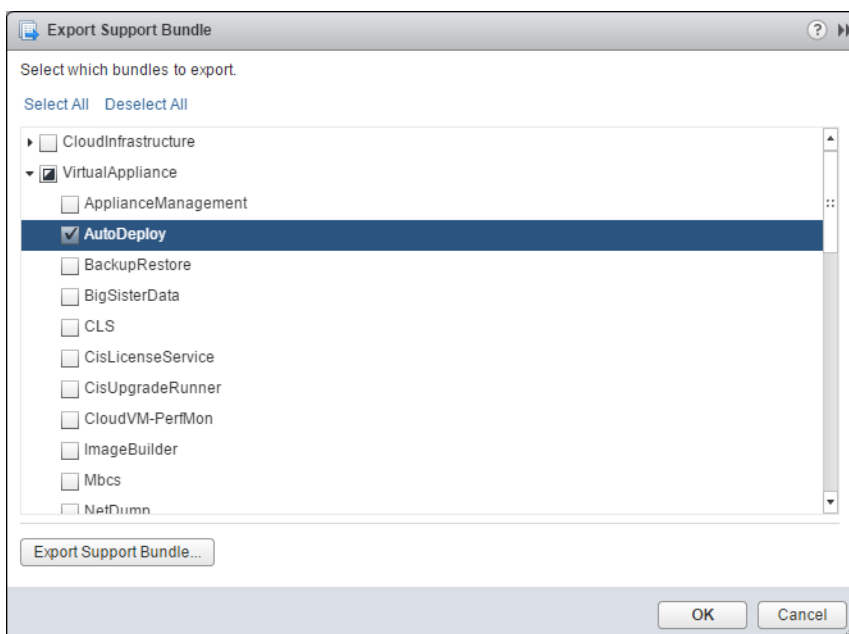 Export Support Bundle
Select which bundles to export.
Select All Deselect All
CloudInfrastructure
VirtualAppliance
ApplianceManagement
AutoDeploy
BackupRestore
BigSisterData
CLS
CisLicenseService
CisUpgradeRunner
CloudVM-PerfMon
ImageBuilder
Mbcs
NetDump
Export Support Bundle...
OK Cancel